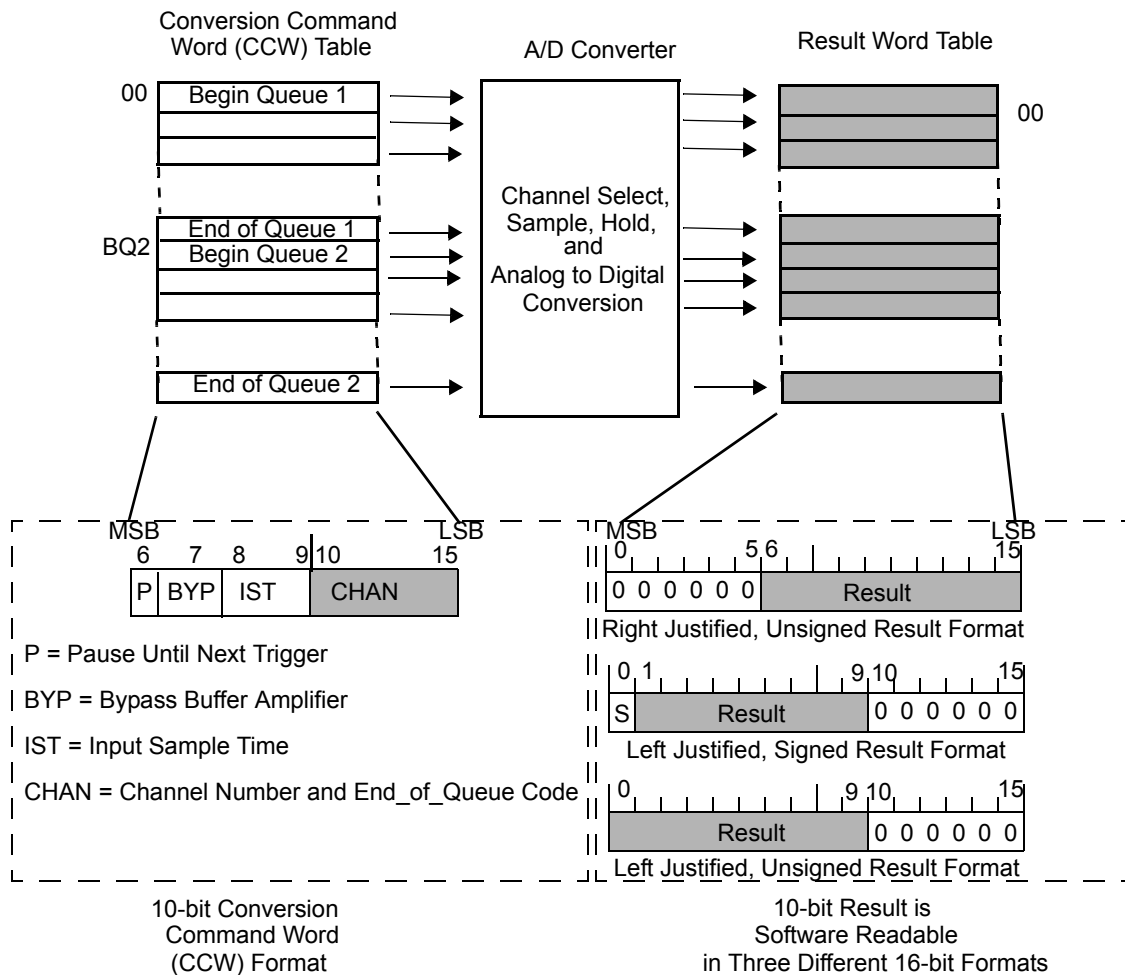 Conversion Command
Word (CCW) Table
A/D Converter
Result Word Table
00
Begin Queue 1
00
Channel Select,
Sample, Hold,
and
Analog to Digital
Conversion
End of Queue 1
BQ2
Begin Queue 2
End of Queue 2
MSB
LSB
6 7 8 9 10 15
P BYP IST CHAN
P = Pause Until Next Trigger
BYP = Bypass Buffer Amplifier
IST = Input Sample Time
CHAN = Channel Number and End_of_Queue Code
10-bit Conversion
Command Word
(CCW) Format
MSB
LSB
0 5 6 15
0 0 0 0 0 0 Result
Right Justified, Unsigned Result Format
0 1 9 10 15
S Result 0 0 0 0 0 0
Left Justified, Signed Result Format
0 9 10 15
Result 0 0 0 0 0 0
Left Justified, Unsigned Result Format
10-bit Result is
Software Readable
in Three Different 16-bit Formats